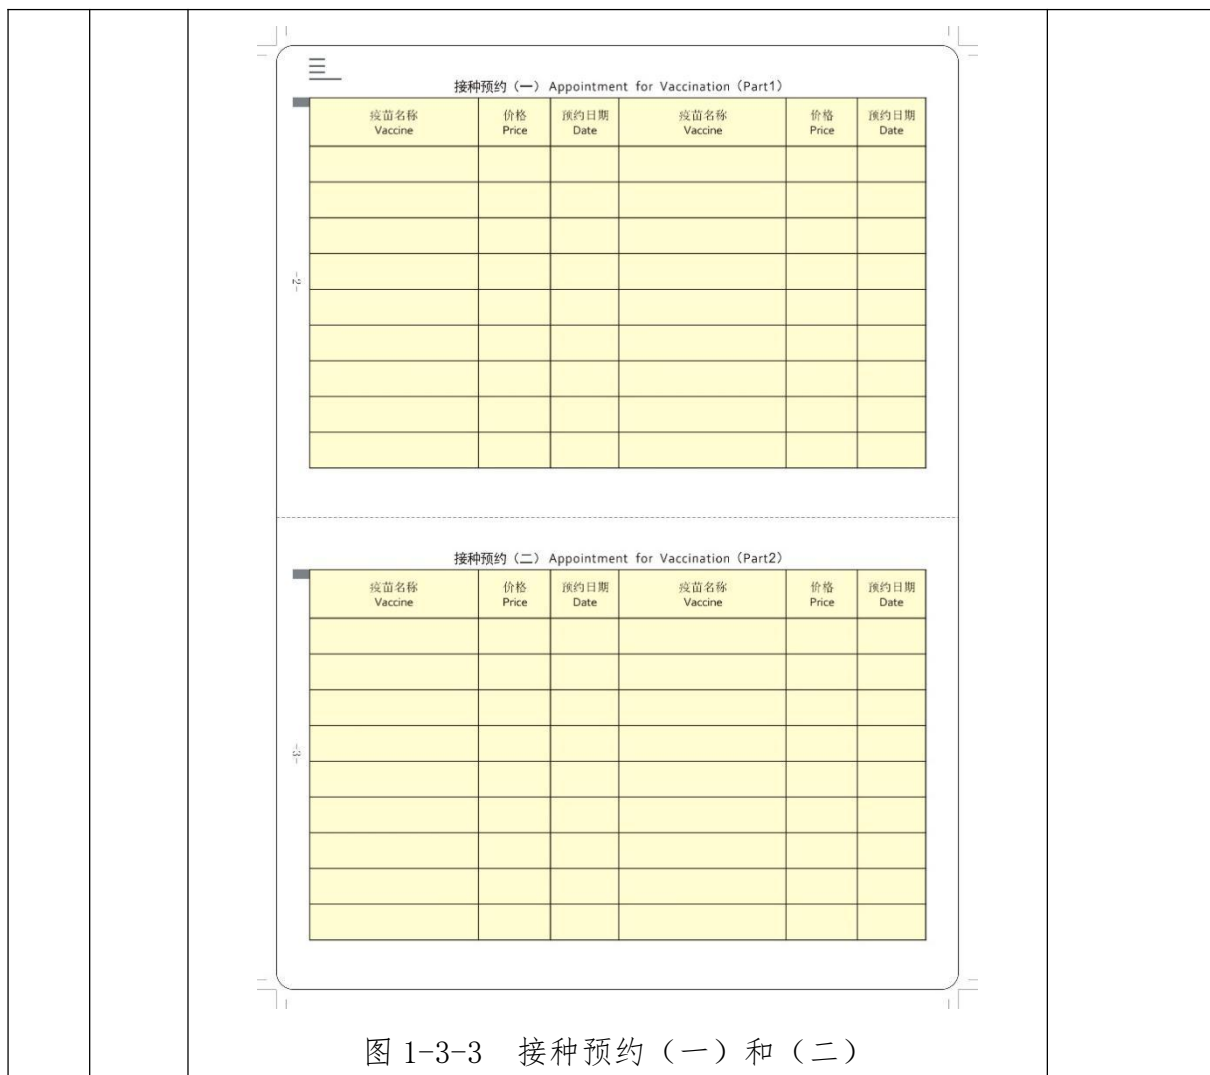 接种预约（一）Appointment for Vaccination（Part1）
疫苗名称 价格 预约日期 疫苗名称 价格 预约日期
Vaccine Price Date Vaccine Price Date
-2-
接种预约（二）Appointment for Vaccination（Part2）
疫苗名称 价格 预约日期 疫苗名称 价格 预约日期
Vaccine Price Date Vaccine Price Date
-3-
图 1-3-3 接种预约（一）和（二）